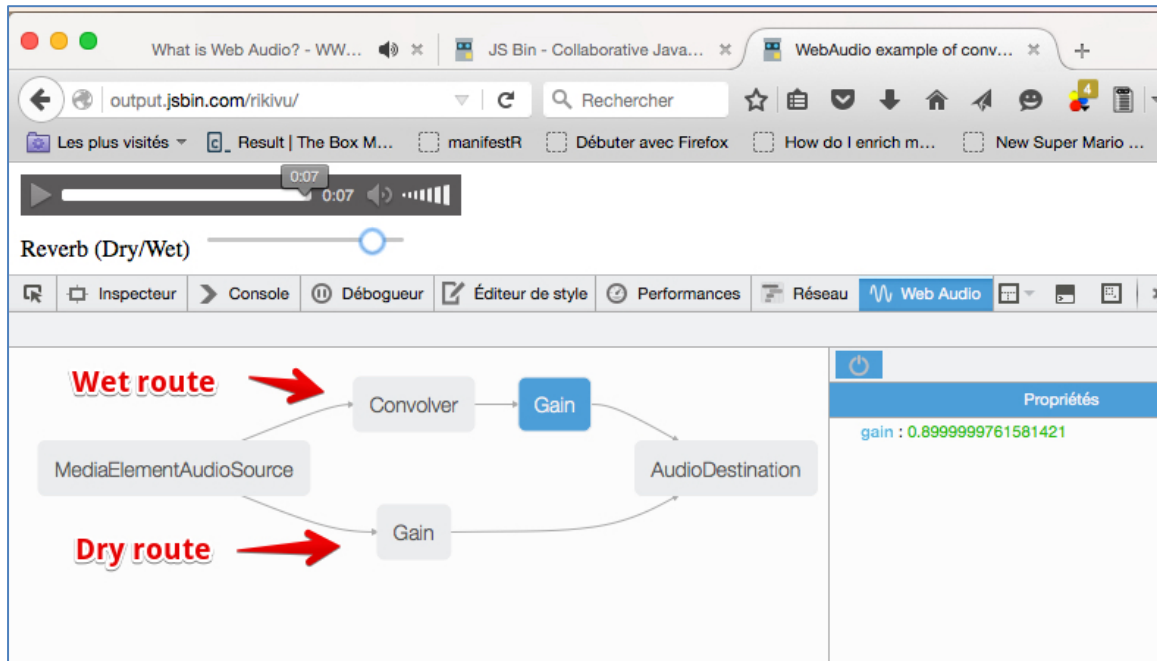 What is Web Audio? - WW... JS Bin - Collaborative Java... WebAudio example of conv...
output.jsbin.com/rikivu/ Rechercher 4
Les plus visités Result | The Box M... manifestR Débuter avec Firefox How do I enrich m... New Super Mario ...
0:07
0:07
Reverb (Dry/Wet)
Inspecteur Console Débogueur Éditeur de style Performances Réseau Web Audio
Wet route
Convolver Gain
Propriétés
gain : 0.8999999761581421
MediaElementAudioSource AudioDestination
Gain
Dry route